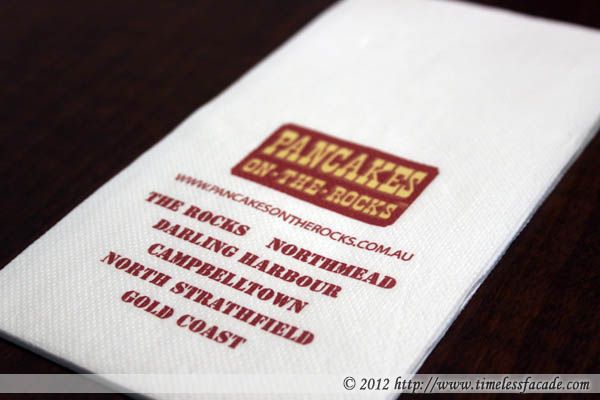 PANCAKES
ON·THE·ROCKS
WWW.PANCAKESONTHEROCKS.COM.AU
THE ROCKS NORTHMEAD
DARLING HARBOUR
CAMPBELLTOWN
NORTH STRATHFIELD
GOLD COAST
© 2012 http://www.timelessfacade.com